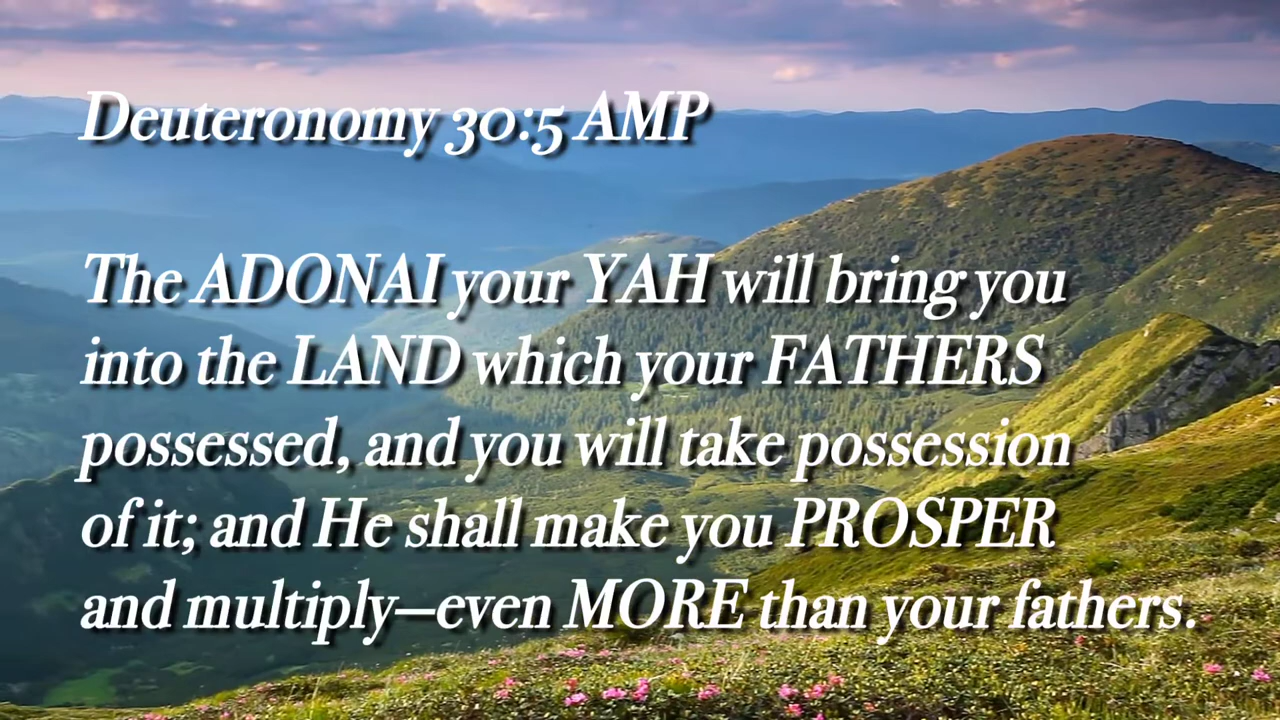 Deuteronomy 30:5 AMP
The ADONAI your YAH will bring you
into the LAND which your FATHERS
possessed, and you will take possession
of it; and He shall make you PROSPER
and multiply—even MORE than your fathers.